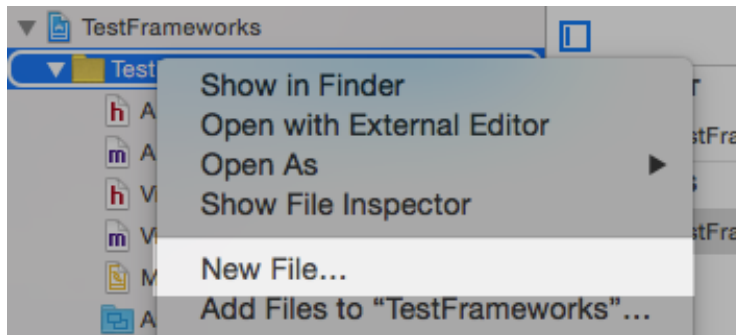 TestFrameworks
Test
Show in Finder
Open with External Editor
Open As
Show File Inspector
New File...
Add Files to “TestFrameworks”...
h
m
h
m